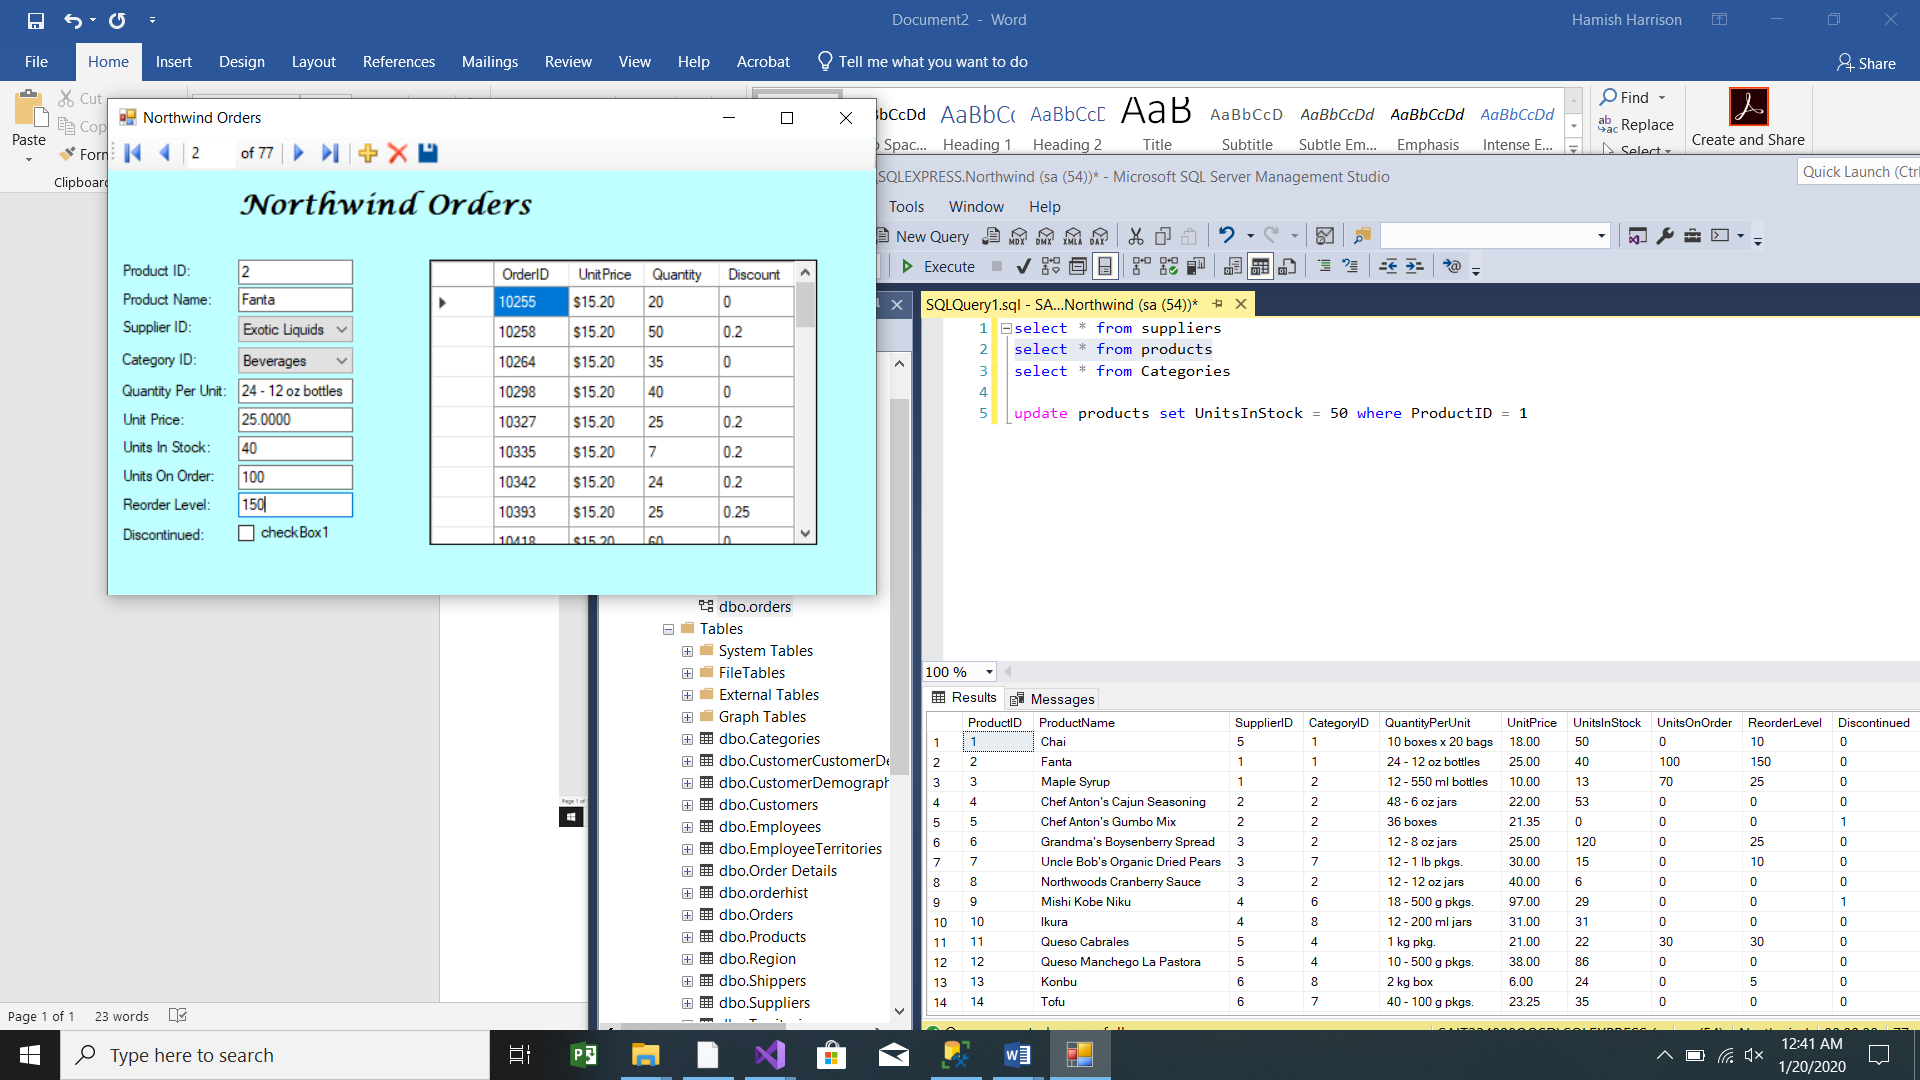 Document2 - Word
Hamish Harrison
File Home Insert Design Layout References Mailings Review View Help Acrobat Tell me what you want to do
Share
Paste
Cut
Clipboard
AaBbCc AaBbCcC AaB AaBbCcD AaBbCcDd AaBbCcDd AaBbCcDd
Heading 1 Heading 2 Title Subtitle Subtle Em... Emphasis Intense E...
Find
Replace
Select
Create and Share
Northwind Orders
2 of 77
Northwind Orders
Product ID: 2
Product Name: Fanta
Supplier ID: Exotic Liquids
Category ID: Beverages
Quantity Per Unit: 24 - 12 oz bottles
Unit Price: 25.0000
Units In Stock: 40
Units On Order: 100
Reorder Level: 150
Discontinued: checkBox1
OrderID UnitPrice Quantity Discount
10255 $15.20 20 0
10258 $15.20 50 0.2
10264 $15.20 35 0
10298 $15.20 40 0
10327 $15.20 25 0.2
10335 $15.20 7 0.2
10342 $15.20 24 0.2
10393 $15.20 25 0.25
10418 $15.20 60 0
SQLEXPRESS.Northwind (sa (54))* - Microsoft SQL Server Management Studio
Quick Launch (Ctrl
Tools Window Help
New Query
Execute
SQLQuery1.sql - SA...Northwind (sa (54))*
1 select * from suppliers
2 select * from products
3 select * from Categories
4
5 update products set UnitsInStock = 50 where ProductID = 1
100 %
dbo.orders
Tables
System Tables
FileTables
External Tables
Graph Tables
dbo.Categories
dbo.CustomerCustomerDe
dbo.CustomerDemograph
dbo.Customers
dbo.Employees
dbo.EmployeeTerritories
dbo.Order Details
dbo.orderhist
dbo.Orders
dbo.Products
dbo.Region
dbo.Shippers
dbo.Suppliers
Results Messages
ProductID ProductName SupplierID CategoryID QuantityPerUnit UnitPrice UnitsInStock UnitsOnOrder ReorderLevel Discontinued
1 1 Chai 5 1 10 boxes x 20 bags 18.00 50 0 10 0
2 2 Fanta 1 1 24 - 12 oz bottles 25.00 40 100 150 0
3 3 Maple Syrup 1 2 12 - 550 ml bottles 10.00 13 70 25 0
4 4 Chef Anton's Cajun Seasoning 2 2 48 - 6 oz jars 22.00 53 0 0 0
5 5 Chef Anton's Gumbo Mix 2 2 36 boxes 21.35 0 0 0 1
6 6 Grandma's Boysenberry Spread 3 2 12 - 8 oz jars 25.00 120 0 25 0
7 7 Uncle Bob's Organic Dried Pears 3 7 12 - 1 lb pkgs. 30.00 15 0 10 0
8 8 Northwoods Cranberry Sauce 3 2 12 - 12 oz jars 40.00 6 0 0 0
9 9 Mishi Kobe Niku 4 6 18 - 500 g pkgs. 97.00 29 0 0 1
10 10 Ikura 4 8 12 - 200 ml jars 31.00 31 0 0 0
11 11 Queso Cabrales 5 4 1 kg pkg. 21.00 22 30 30 0
12 12 Queso Manchego La Pastora 5 4 10 - 500 g pkgs. 38.00 86 0 0 0
13 13 Konbu 6 8 2 kg box 6.00 24 0 5 0
14 14 Tofu 6 7 40 - 100 g pkgs. 23.25 35 0 0 0
Page 1 of 1 23 words
Type here to search
12:41 AM
1/20/2020